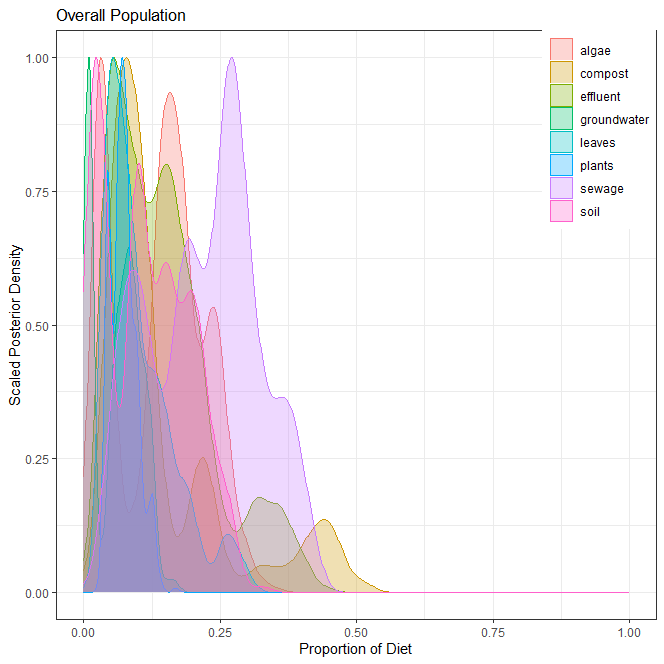 Overall Population
algae
compost
effluent
groundwater
leaves
plants
sewage
soil
1.00
0.75
0.50
0.25
0.00
Scaled Posterior Density
0.00 0.25 0.50 0.75 1.00
Proportion of Diet